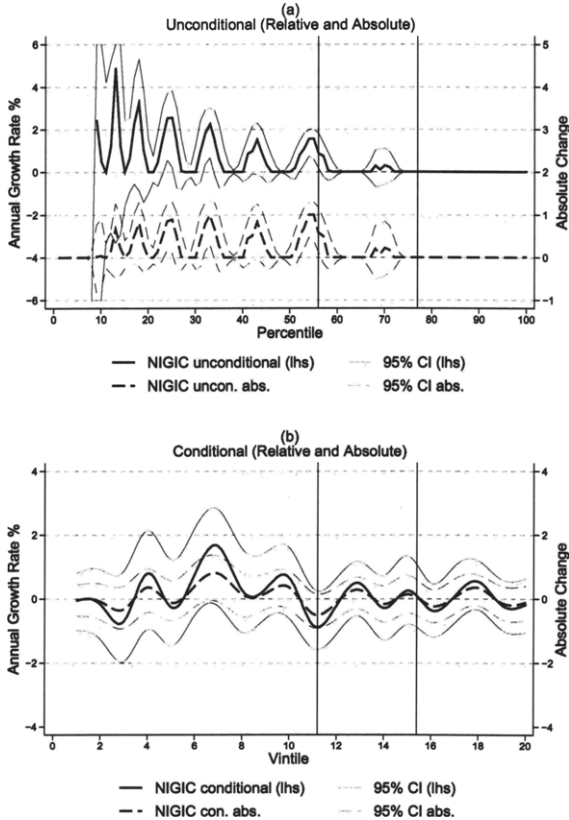 (a)
Unconditional (Relative and Absolute)
Annual Growth Rate %
6
4
2
0
−2
−4
−6
Absolute Change
5
4
3
2
1
0
−1
0 10 20 30 40 50 60 70 80 90 100
Percentile
NIGIC unconditional (lhs) 95% CI (lhs)
NIGIC uncon. abs. 95% CI abs.
(b)
Conditional (Relative and Absolute)
Annual Growth Rate %
4
2
0
−2
−4
Absolute Change
4
2
0
−2
−4
0 2 4 6 8 10 12 14 16 18 20
Vintile
NIGIC conditional (lhs) 95% CI (lhs)
NIGIC con. abs. 95% CI abs.